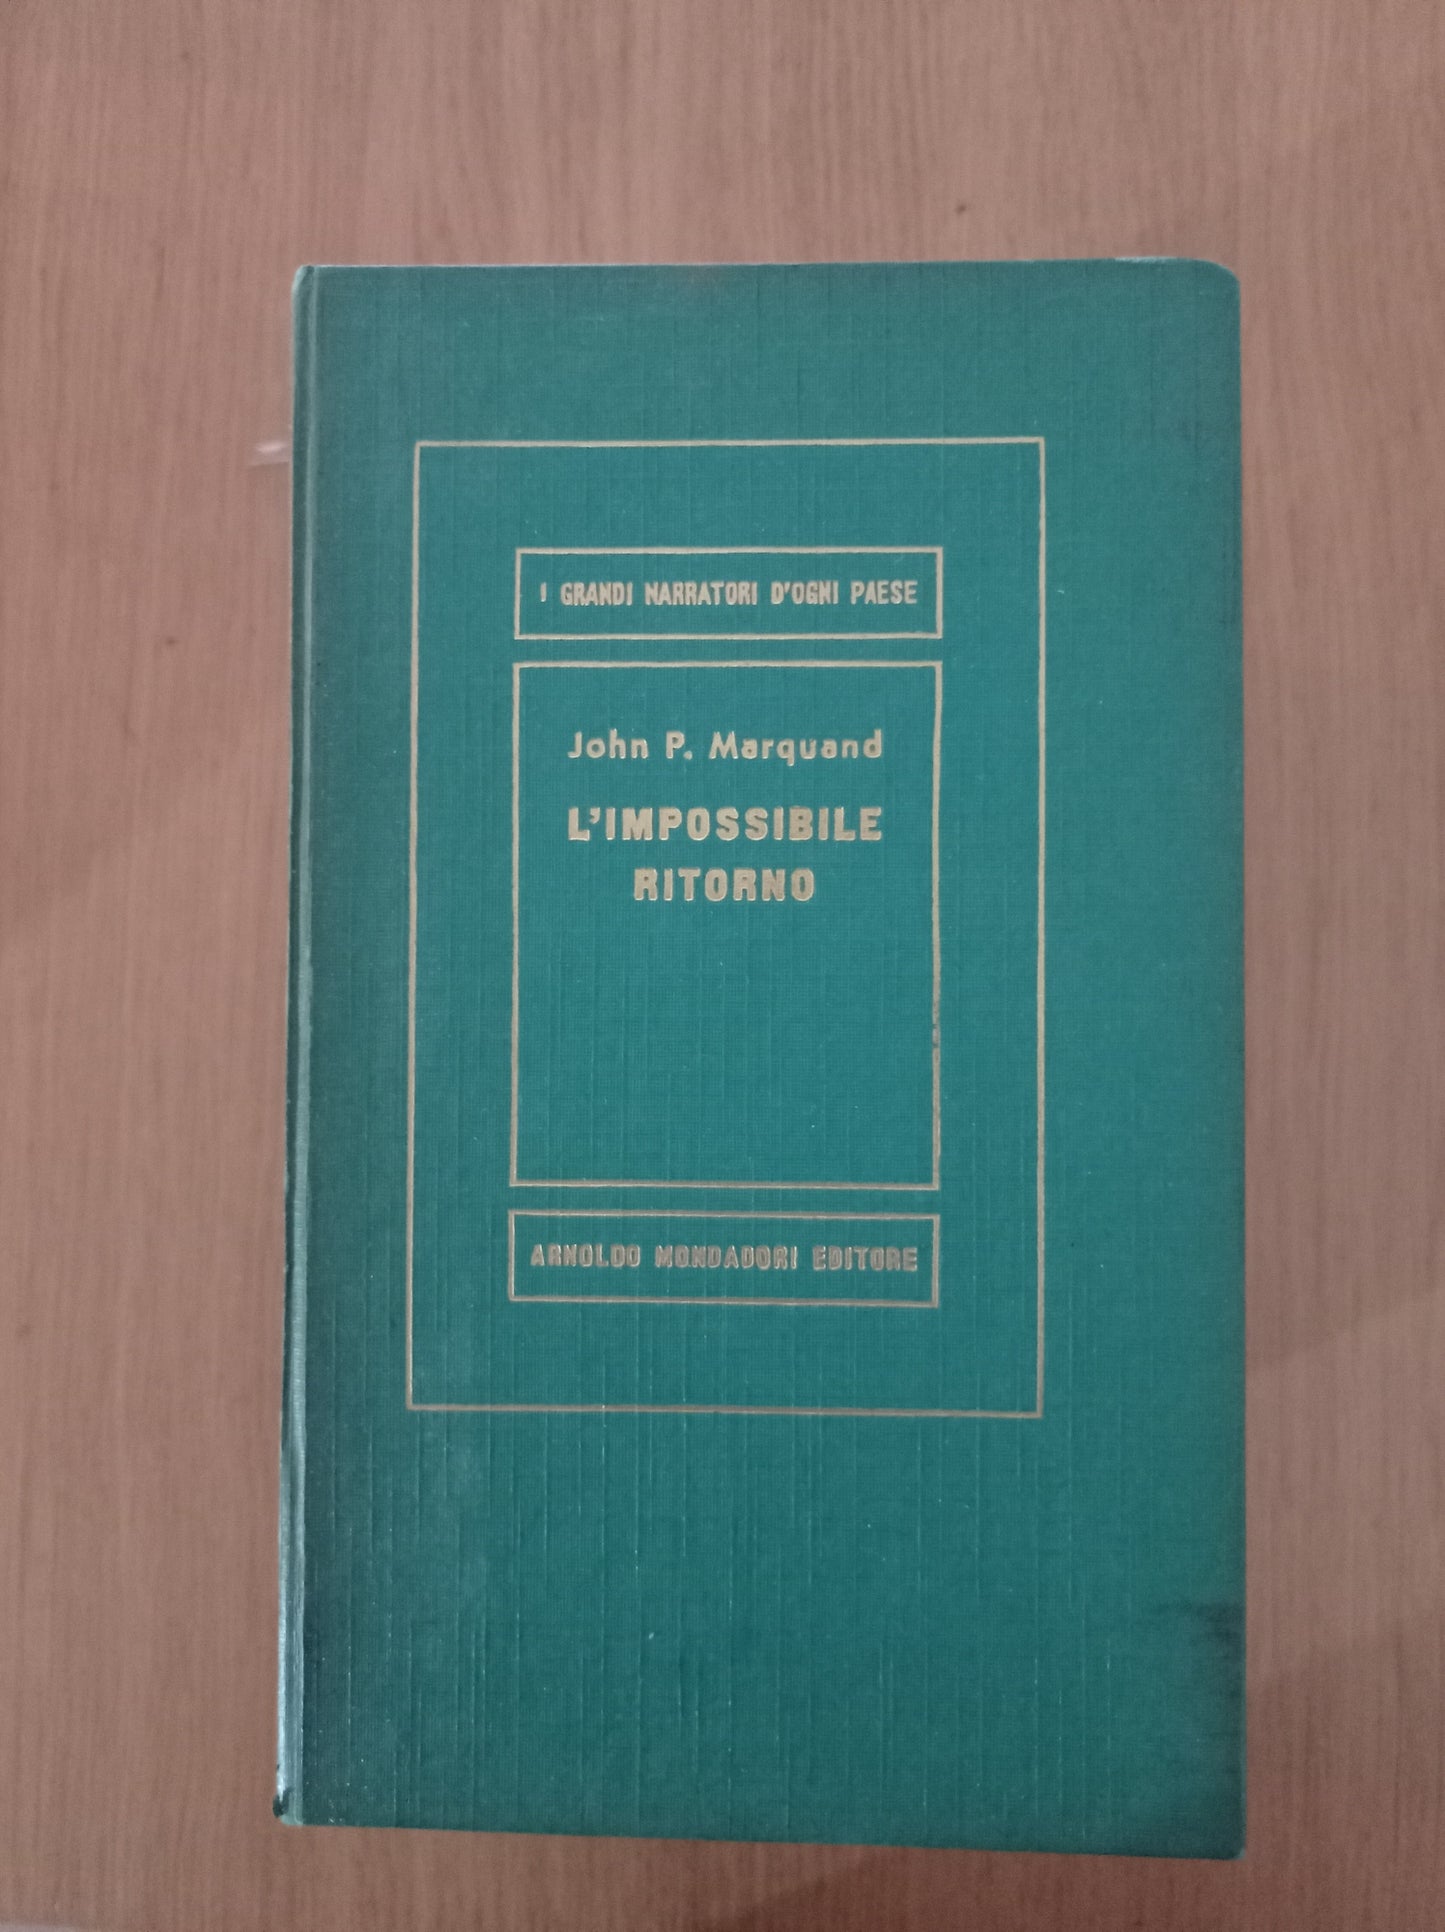 I GRANDI NARRATORI D'OGNI PAESE
John P. Marquand
L'IMPOSSIBILE
RITORNO
ARNOLDO MONDADORI EDITORE